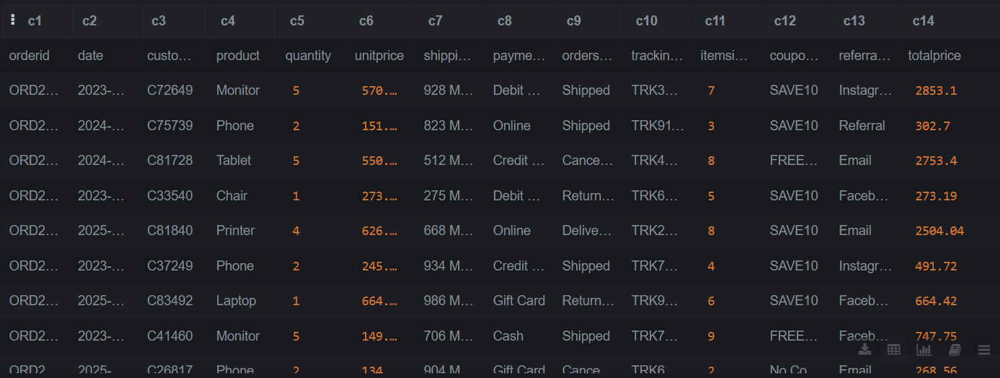 c1 c2 c3 c4 c5 c6 c7 c8 c9 c10 c11 c12 c13 c14
orderid date custo… product quantity unitprice shippi… payme… orders… trackin… itemsi… coupo… referra… totalprice
ORD2… 2023-… C72649 Monitor 5 570.… 928 M… Debit … Shipped TRK3… 7 SAVE10 Instagr… 2853.1
ORD2… 2024-… C75739 Phone 2 151.… 823 M… Online Shipped TRK91… 3 SAVE10 Referral 302.7
ORD2… 2024-… C81728 Tablet 5 550.… 512 M… Credit … Cance… TRK4… 8 FREE… Email 2753.4
ORD2… 2023-… C33540 Chair 1 273.… 275 M… Debit … Return… TRK6… 5 SAVE10 Faceb… 273.19
ORD2… 2025-… C81840 Printer 4 626.… 668 M… Online Delive… TRK2… 8 SAVE10 Email 2504.04
ORD2… 2023-… C37249 Phone 2 245.… 934 M… Credit … Shipped TRK7… 4 SAVE10 Instagr… 491.72
ORD2… 2025-… C83492 Laptop 1 664.… 986 M… Gift Card Return… TRK9… 6 SAVE10 Faceb… 664.42
ORD2… 2023-… C41460 Monitor 5 149.… 706 M… Cash Shipped TRK7… 9 FREE… Faceb… 747.75
ORD2 2025- C26817 Phone 2 134 904 M Gift Card Cance TRK6 2 No Co Email 268.56